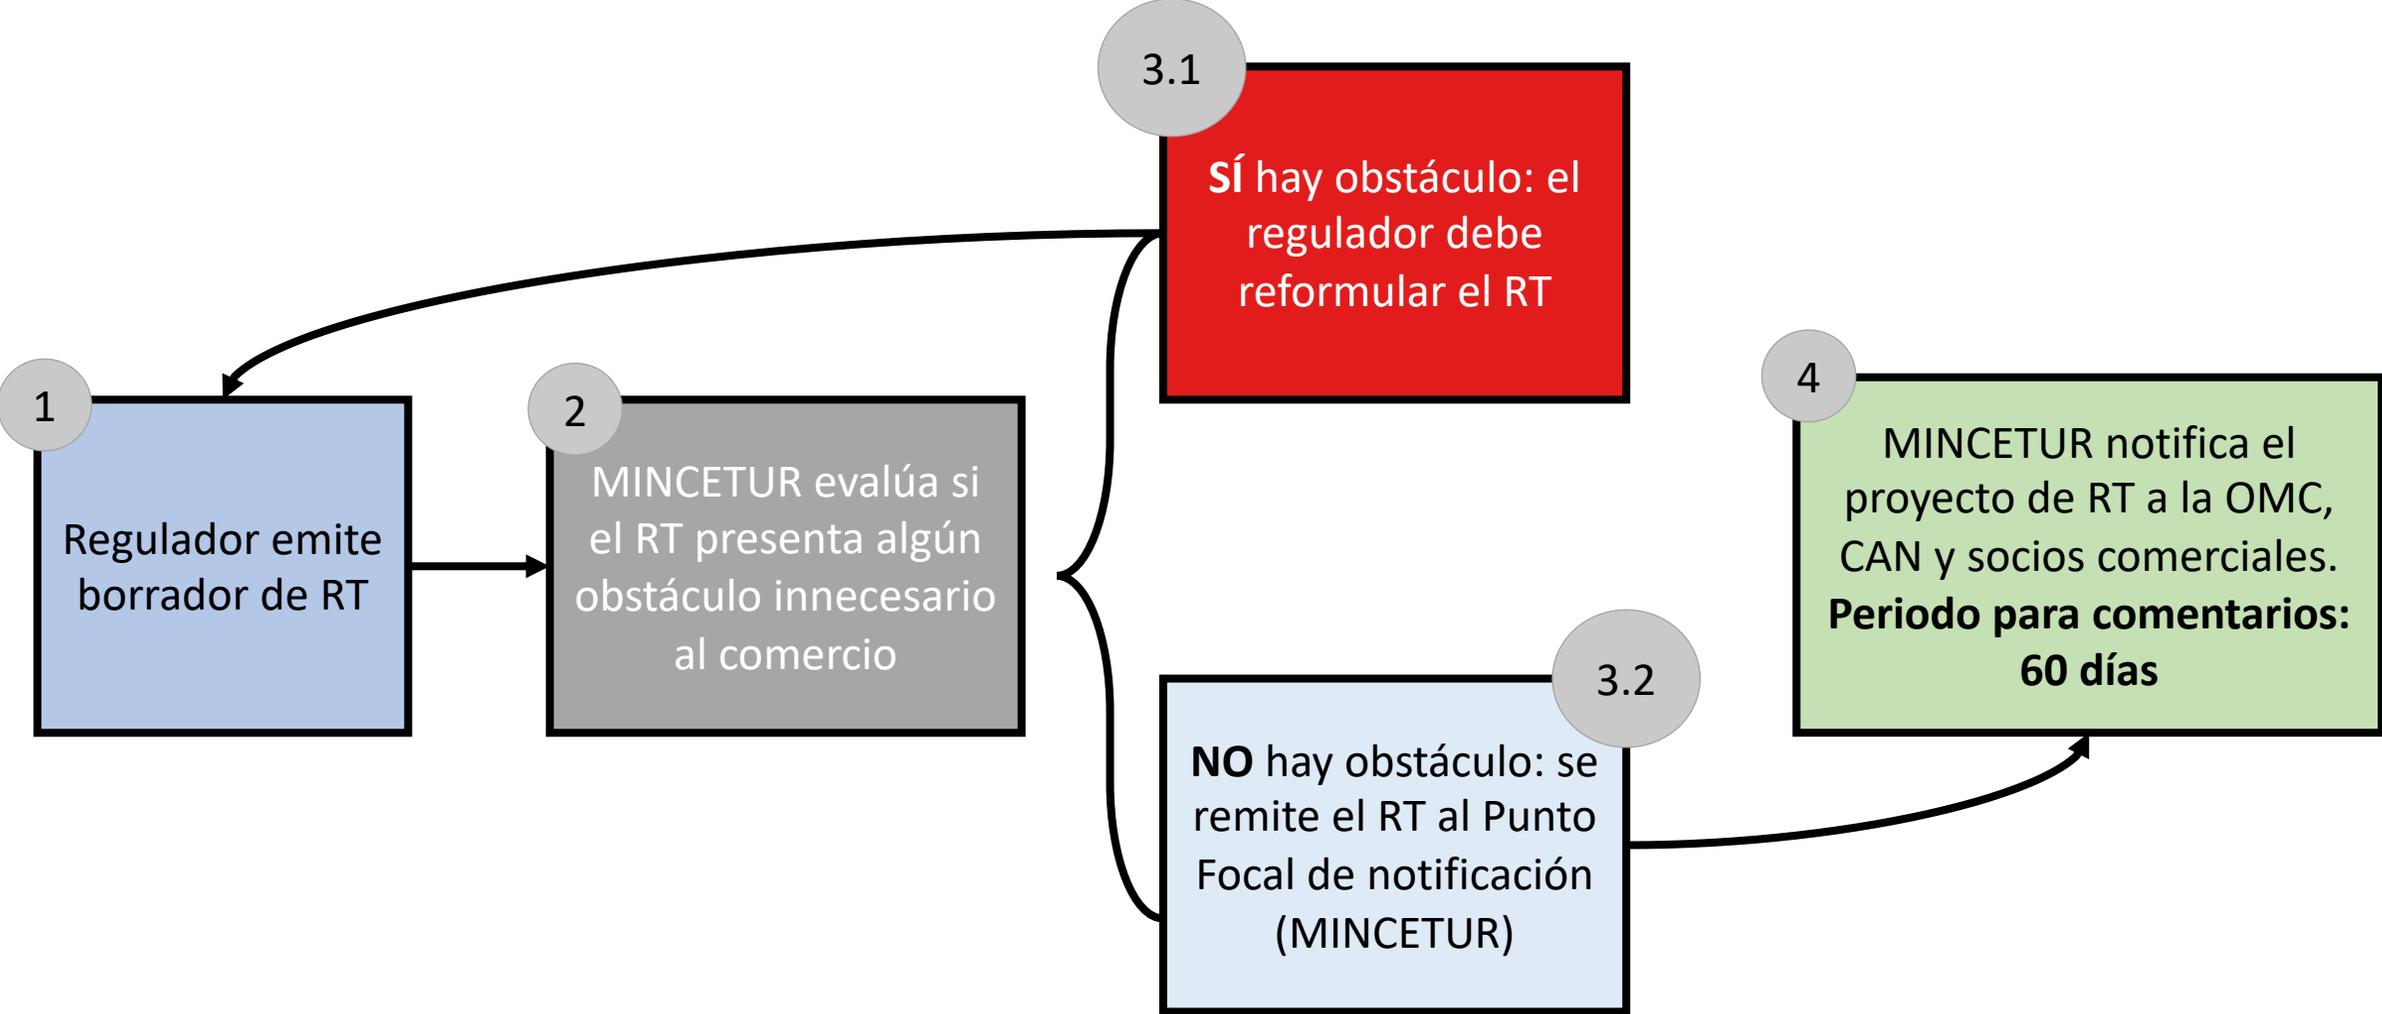 1
Regulador emite
borrador de RT
2
MINCETUR evalúa si
el RT presenta algún
obstáculo innecesario
al comercio
3.1
SÍ hay obstáculo: el
regulador debe
reformular el RT
3.2
NO hay obstáculo: se
remite el RT al Punto
Focal de notificación
(MINCETUR)
4
MINCETUR notifica el
proyecto de RT a la OMC,
CAN y socios comerciales.
Periodo para comentarios:
60 días